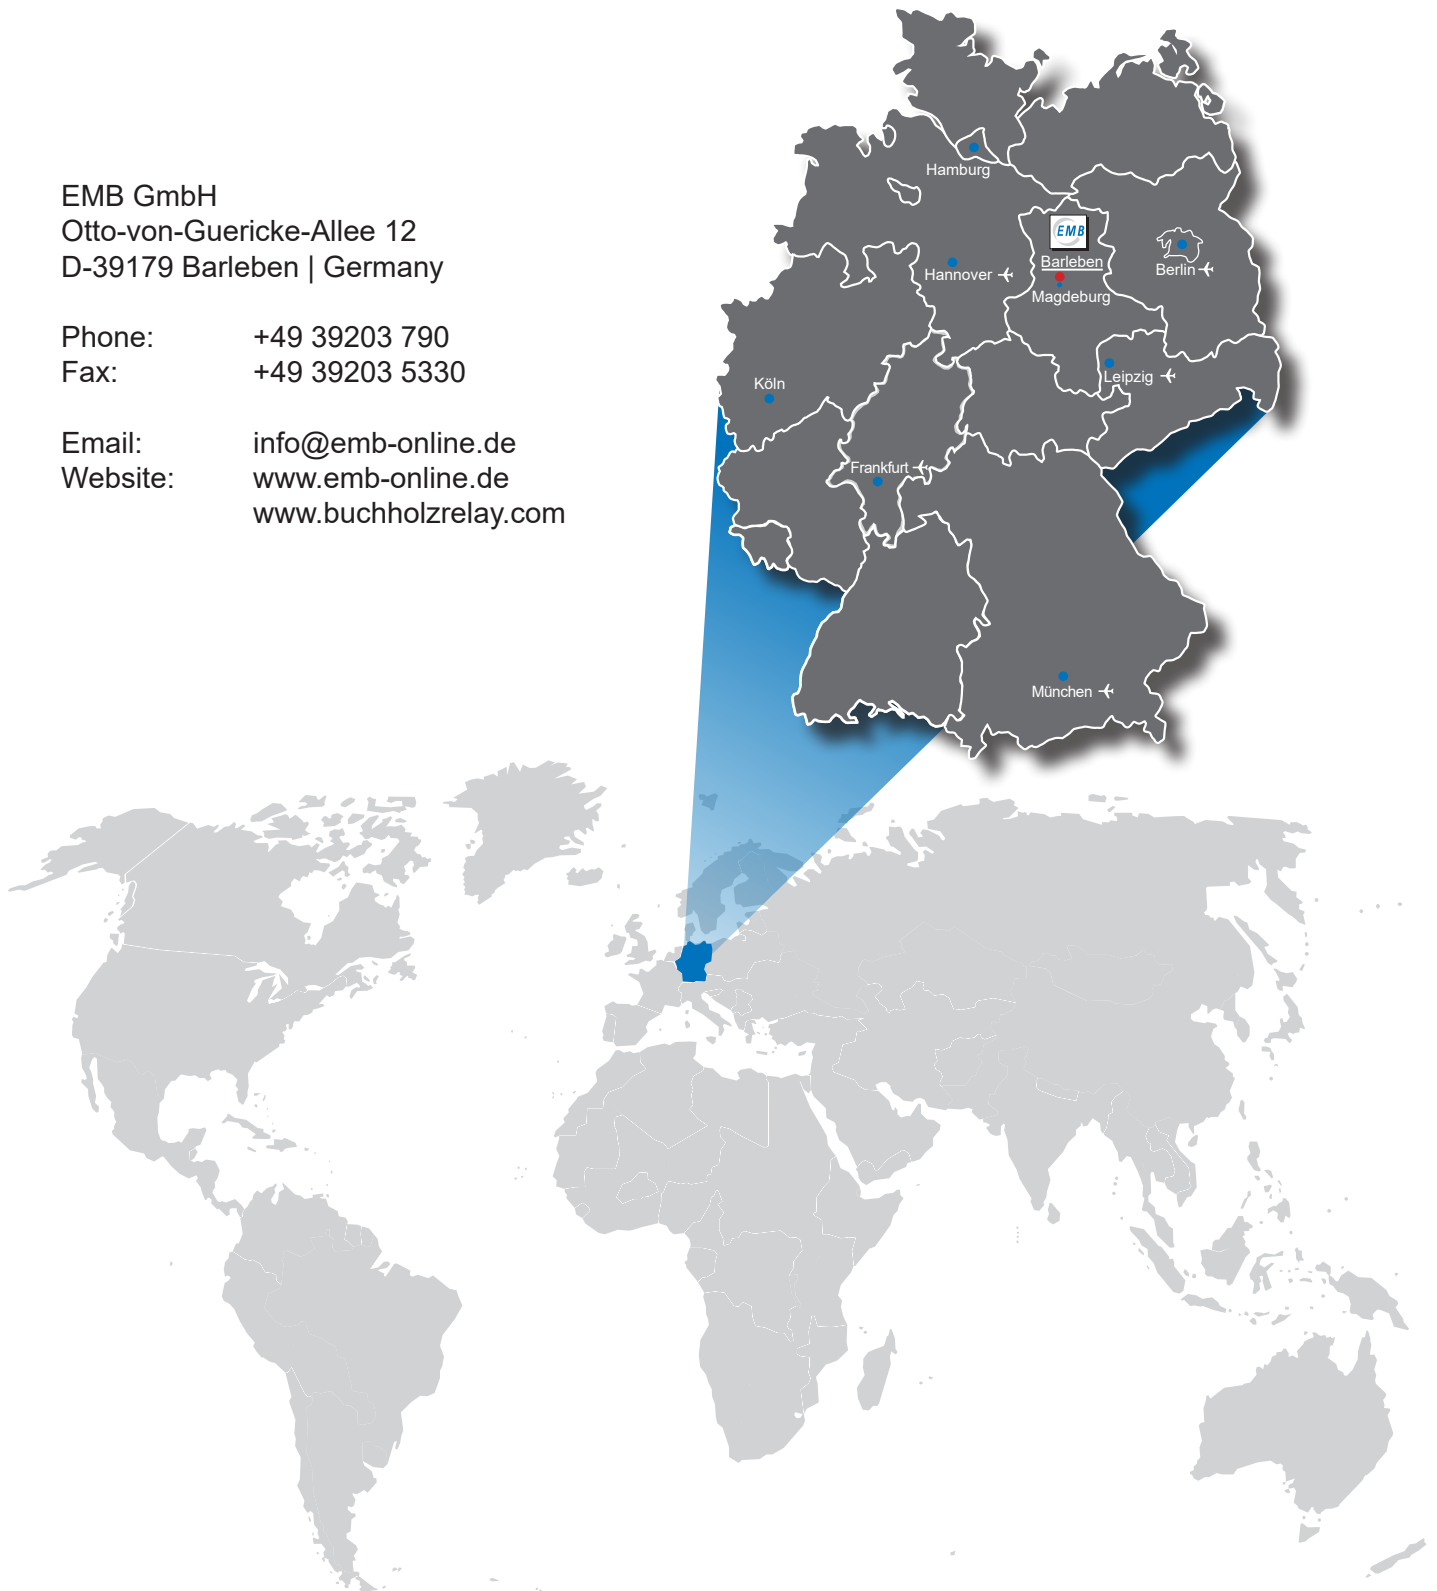 EMB GmbH
Otto-von-Guericke-Allee 12
D-39179 Barleben | Germany
Phone: +49 39203 790
Fax: +49 39203 5330
Email: info@emb-online.de
Website: www.emb-online.de
www.buchholzrelay.com
Hamburg
EMB
Barleben
Berlin
Hannover
Magdeburg
Leipzig
Köln
Frankfurt
München